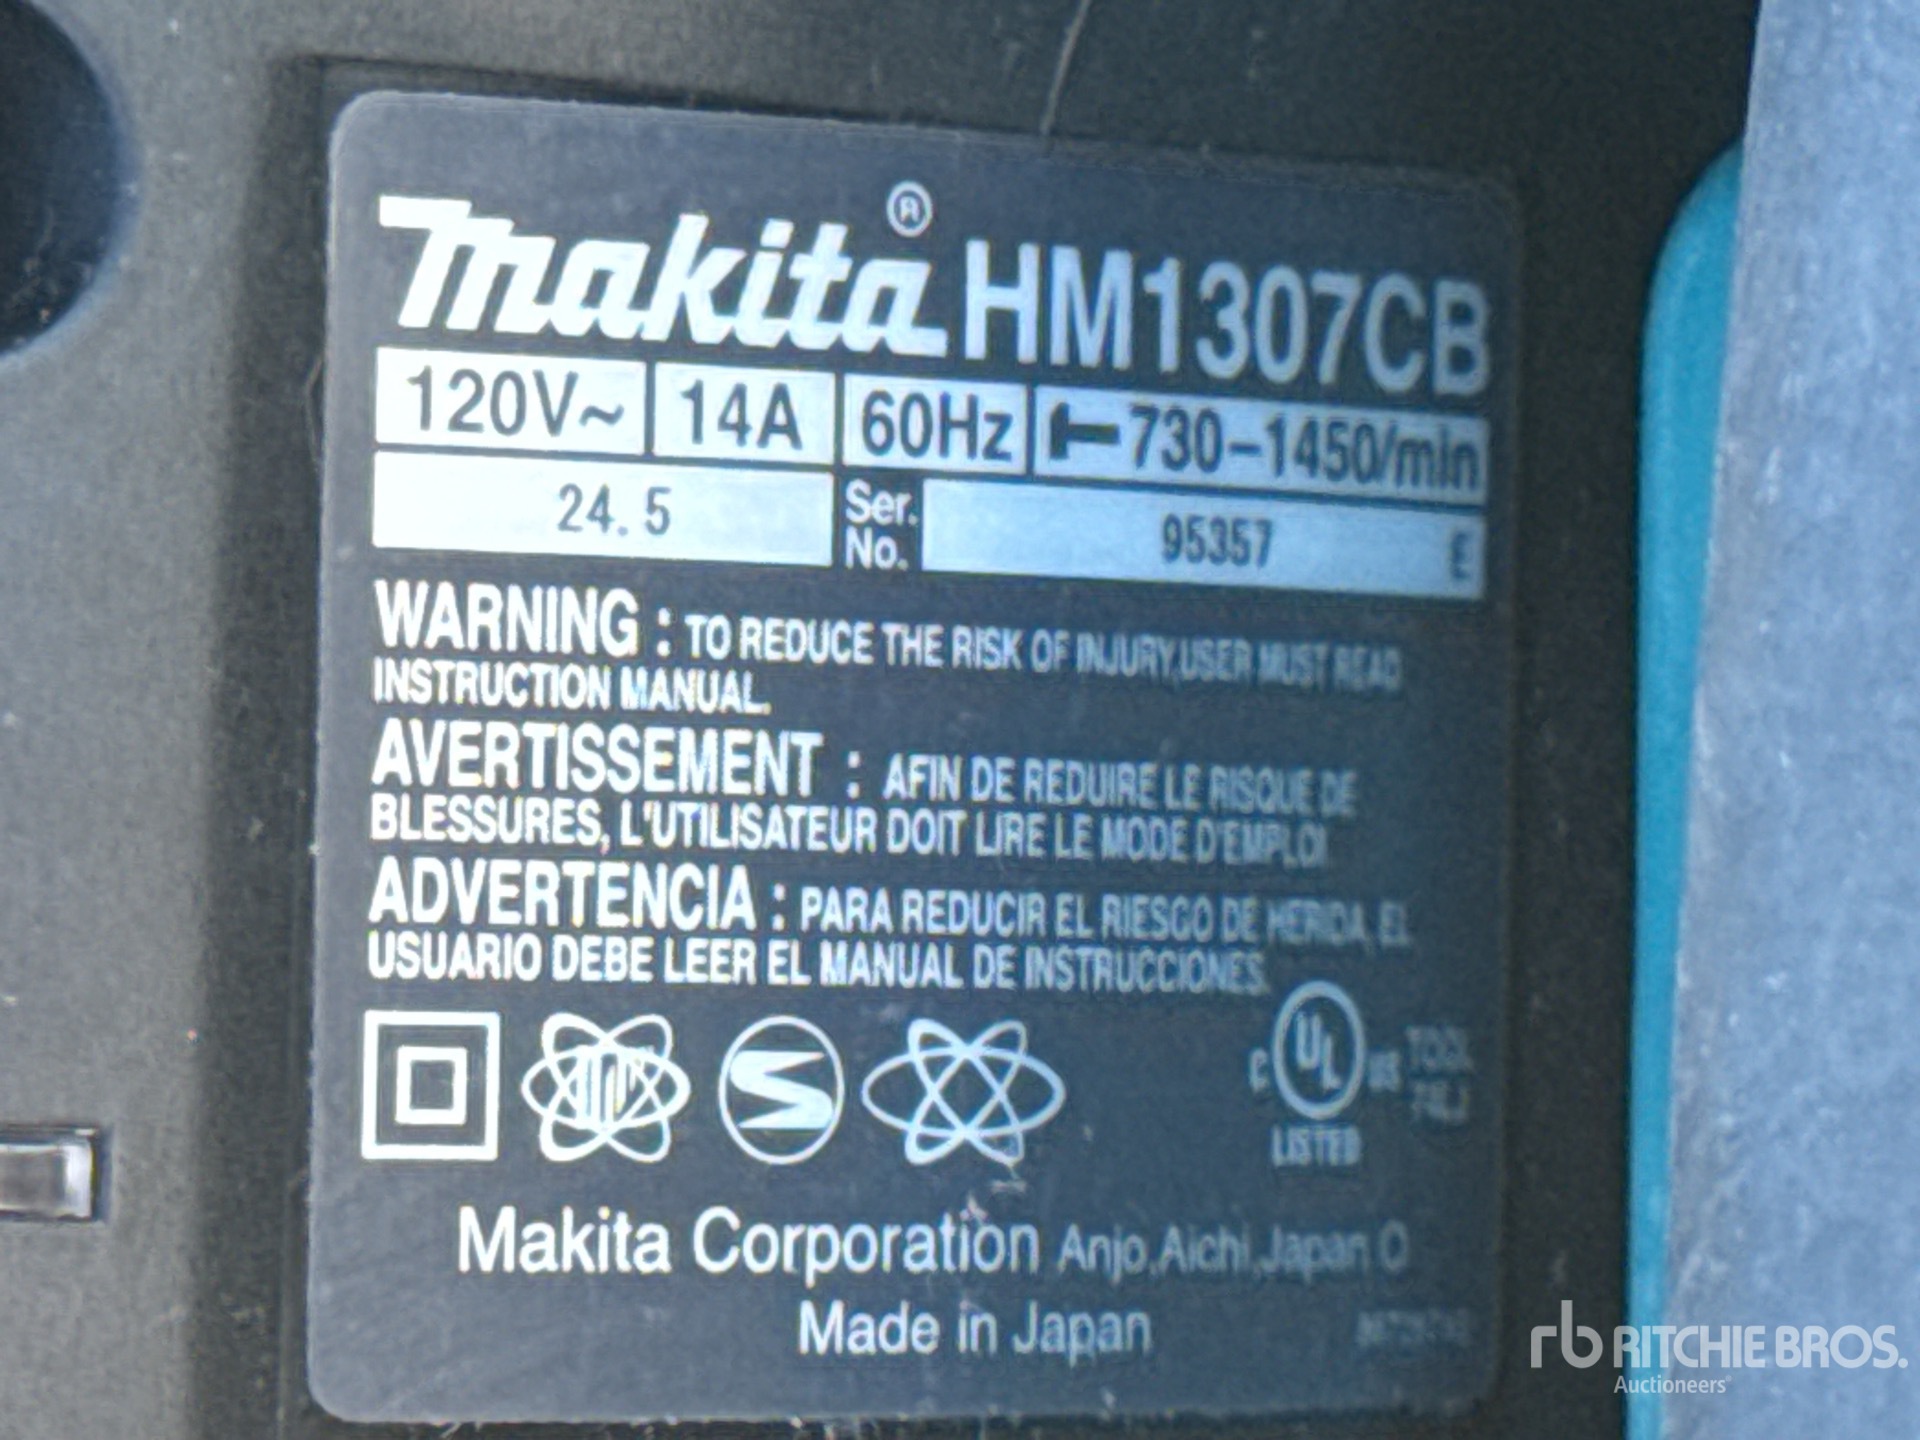 Makita® HM1307CB
120V~ 14A 60Hz 730-1450/min
24.5 Ser. No. 95357 E
WARNING : TO REDUCE THE RISK OF INJURY,USER MUST READ
INSTRUCTION MANUAL.
AVERTISSEMENT : AFIN DE REDUIRE LE RISQUE DE
BLESSURES, L'UTILISATEUR DOIT LIRE LE MODE D'EMPLOI.
ADVERTENCIA : PARA REDUCIR EL RIESGO DE HERIDA, EL
USUARIO DEBE LEER EL MANUAL DE INSTRUCCIONES.
C UL US TOOL
LISTED
Makita Corporation Anjo,Aichi,Japan
Made in Japan
rb RITCHIE BROS.
Auctioneers